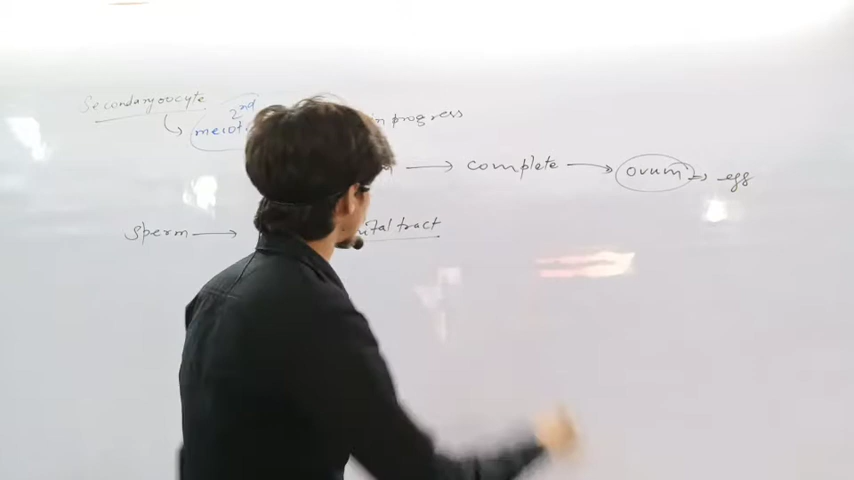 Secondary oocyte
2nd in progress
→ complete → ovum → egg
sperm →
tract